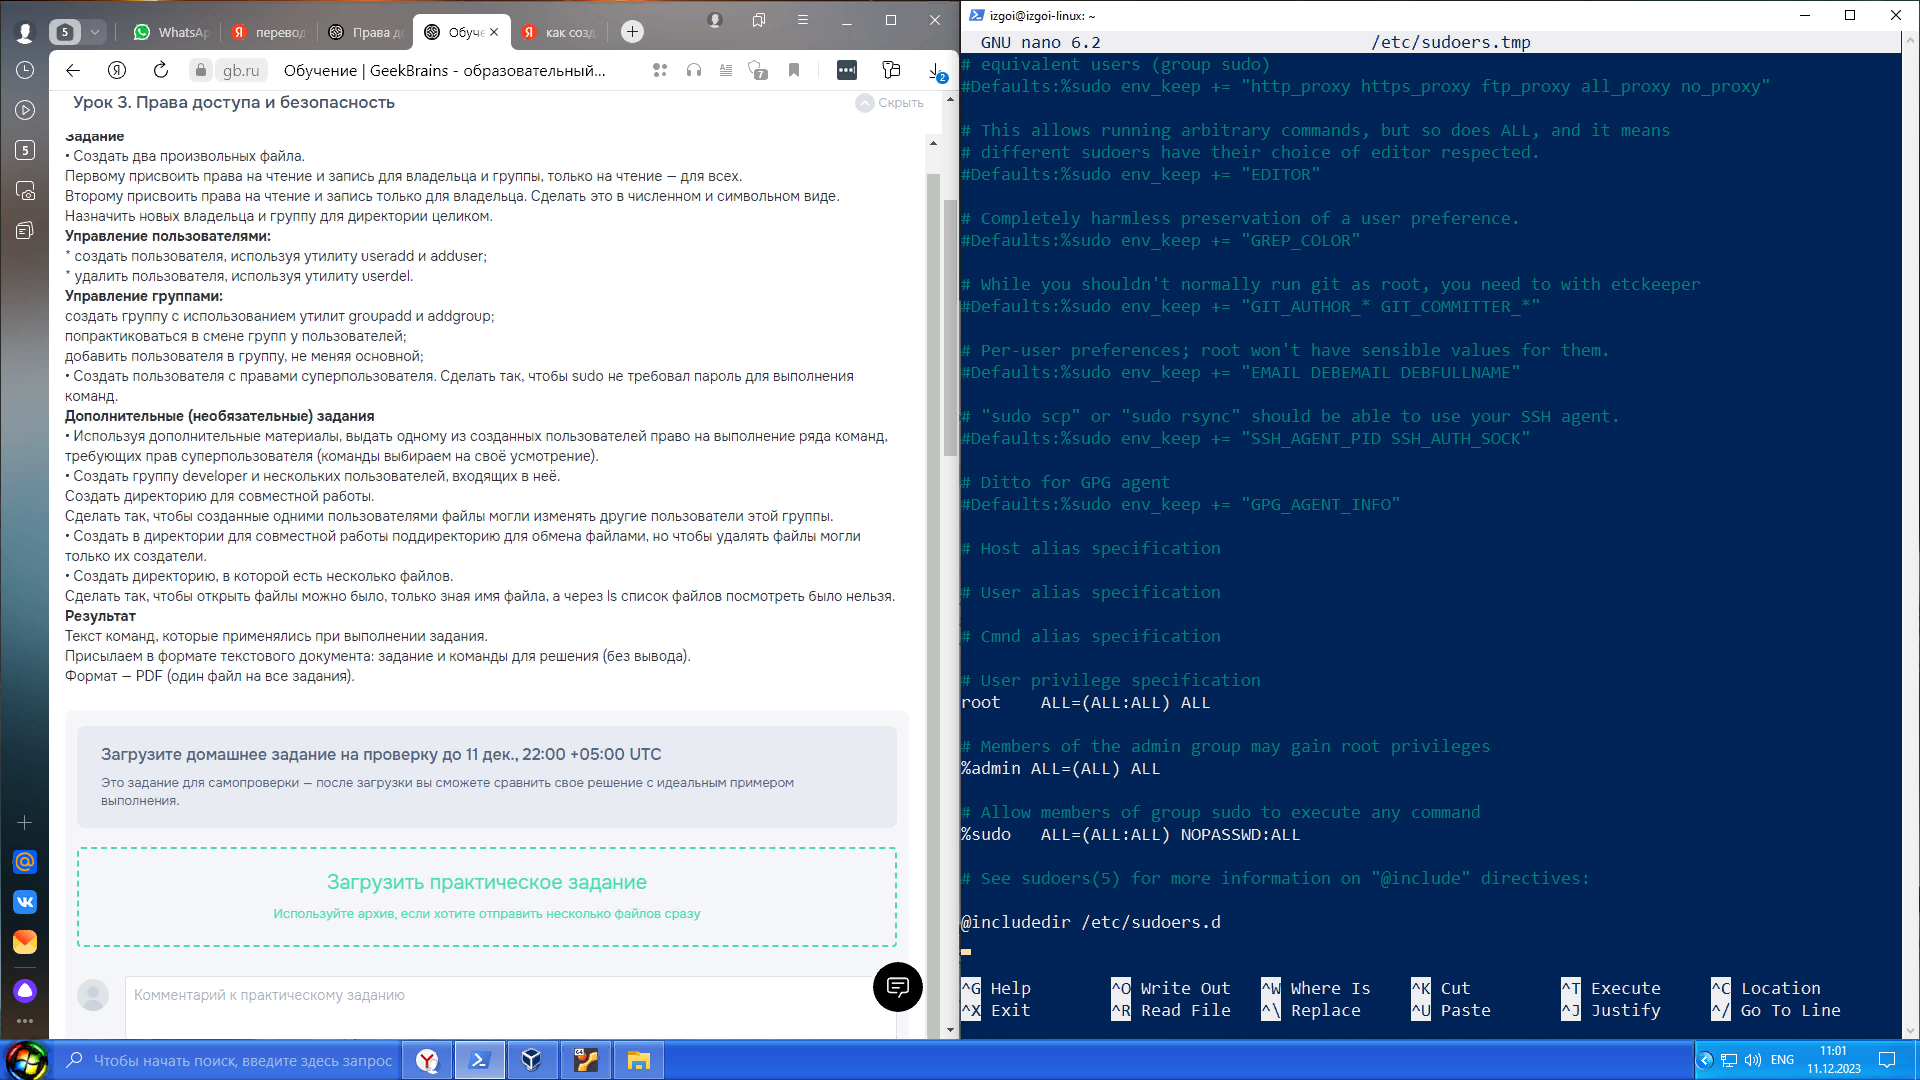 5
WhatsAp
перевод
Права до
Обуче
как созд
gb.ru
Обучение | GeekBrains - образовательный...
7
2
5
Урок 3. Права доступа и безопасность
Скрыть
Задание
• Создать два произвольных файла.
Первому присвоить права на чтение и запись для владельца и группы, только на чтение — для всех.
Второму присвоить права на чтение и запись только для владельца. Сделать это в численном и символьном виде.
Назначить новых владельца и группу для директории целиком.
Управление пользователями:
* создать пользователя, используя утилиту useradd и adduser;
* удалить пользователя, используя утилиту userdel.
Управление группами:
создать группу с использованием утилит groupadd и addgroup;
попрактиковаться в смене групп у пользователей;
добавить пользователя в группу, не меняя основной;
• Создать пользователя с правами суперпользователя. Сделать так, чтобы sudo не требовал пароль для выполнения
команд.
Дополнительные (необязательные) задания
• Используя дополнительные материалы, выдать одному из созданных пользователей право на выполнение ряда команд,
требующих прав суперпользователя (команды выбираем на своё усмотрение).
• Создать группу developer и нескольких пользователей, входящих в неё.
Создать директорию для совместной работы.
Сделать так, чтобы созданные одними пользователями файлы могли изменять другие пользователи этой группы.
• Создать в директории для совместной работы поддиректорию для обмена файлами, но чтобы удалять файлы могли
только их создатели.
• Создать директорию, в которой есть несколько файлов.
Сделать так, чтобы открыть файлы можно было, только зная имя файла, а через ls список файлов посмотреть было нельзя.
Результат
Текст команд, которые применялись при выполнении задания.
Присылаем в формате текстового документа: задание и команды для решения (без вывода).
Формат — PDF (один файл на все задания).
Загрузите домашнее задание на проверку до 11 дек., 22:00 +05:00 UTC
Это задание для самопроверки — после загрузки вы сможете сравнить свое решение с идеальным примером
выполнения.
Загрузить практическое задание
Используйте архив, если хотите отправить несколько файлов сразу
Комментарий к практическому заданию
izgoi@izgoi-linux: ~
GNU nano 6.2 /etc/sudoers.tmp
# equivalent users (group sudo)
#Defaults:%sudo env_keep += "http_proxy https_proxy ftp_proxy all_proxy no_proxy"
# This allows running arbitrary commands, but so does ALL, and it means
# different sudoers have their choice of editor respected.
#Defaults:%sudo env_keep += "EDITOR"
# Completely harmless preservation of a user preference.
#Defaults:%sudo env_keep += "GREP_COLOR"
# While you shouldn't normally run git as root, you need to with etckeeper
#Defaults:%sudo env_keep += "GIT_AUTHOR_* GIT_COMMITTER_*"
# Per-user preferences; root won't have sensible values for them.
#Defaults:%sudo env_keep += "EMAIL DEBEMAIL DEBFULLNAME"
# "sudo scp" or "sudo rsync" should be able to use your SSH agent.
#Defaults:%sudo env_keep += "SSH_AGENT_PID SSH_AUTH_SOCK"
# Ditto for GPG agent
#Defaults:%sudo env_keep += "GPG_AGENT_INFO"
# Host alias specification
# User alias specification
# Cmnd alias specification
# User privilege specification
root ALL=(ALL:ALL) ALL
# Members of the admin group may gain root privileges
%admin ALL=(ALL) ALL
# Allow members of group sudo to execute any command
%sudo ALL=(ALL:ALL) NOPASSWD:ALL
# See sudoers(5) for more information on "@include" directives:
@includedir /etc/sudoers.d
^G Help ^O Write Out ^W Where Is ^K Cut ^T Execute ^C Location
^X Exit ^R Read File ^\ Replace ^U Paste ^J Justify ^/ Go To Line
Чтобы начать поиск, введите здесь запрос
ENG
11:01
11.12.2023